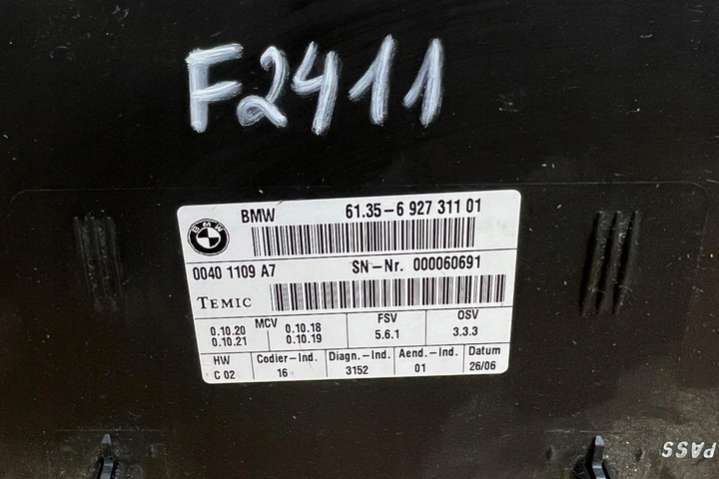 F2411
BMW 61.35-6 927 311 01
0040 1109 A7 SN-Nr. 000060691
TEMIC
0.10.20 MCV 0.10.18 FSV OSV
0.10.21 0.10.19 5.6.1 3.3.3
HW Codier-Ind. Diagn.-Ind. Aend.-Ind. Datum
C 02 16 3152 01 26/06
PASS